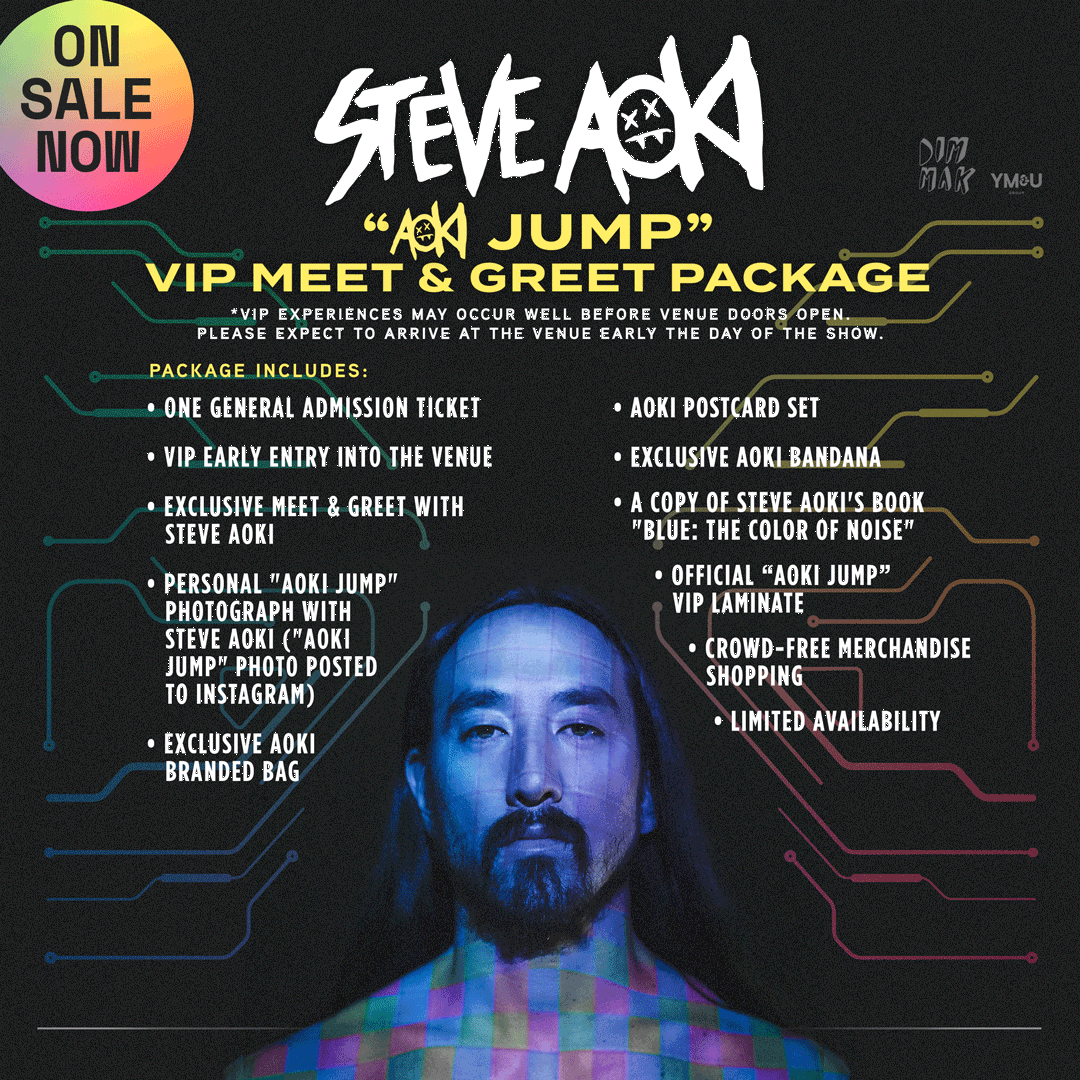 ON
SALE
NOW
STEVE AOKI
DIM
MAK
YM&U
GROUP
“AOKI JUMP”
VIP MEET & GREET PACKAGE
*VIP EXPERIENCES MAY OCCUR WELL BEFORE VENUE DOORS OPEN.
PLEASE EXPECT TO ARRIVE AT THE VENUE EARLY THE DAY OF THE SHOW.
PACKAGE INCLUDES:
• ONE GENERAL ADMISSION TICKET
• VIP EARLY ENTRY INTO THE VENUE
• EXCLUSIVE MEET & GREET WITH
STEVE AOKI
• PERSONAL "AOKI JUMP"
PHOTOGRAPH WITH
STEVE AOKI ("AOKI
JUMP" PHOTO POSTED
TO INSTAGRAM)
• EXCLUSIVE AOKI
BRANDED BAG
• AOKI POSTCARD SET
• EXCLUSIVE AOKI BANDANA
• A COPY OF STEVE AOKI'S BOOK
"BLUE: THE COLOR OF NOISE"
• OFFICIAL “AOKI JUMP”
VIP LAMINATE
• CROWD-FREE MERCHANDISE
SHOPPING
• LIMITED AVAILABILITY